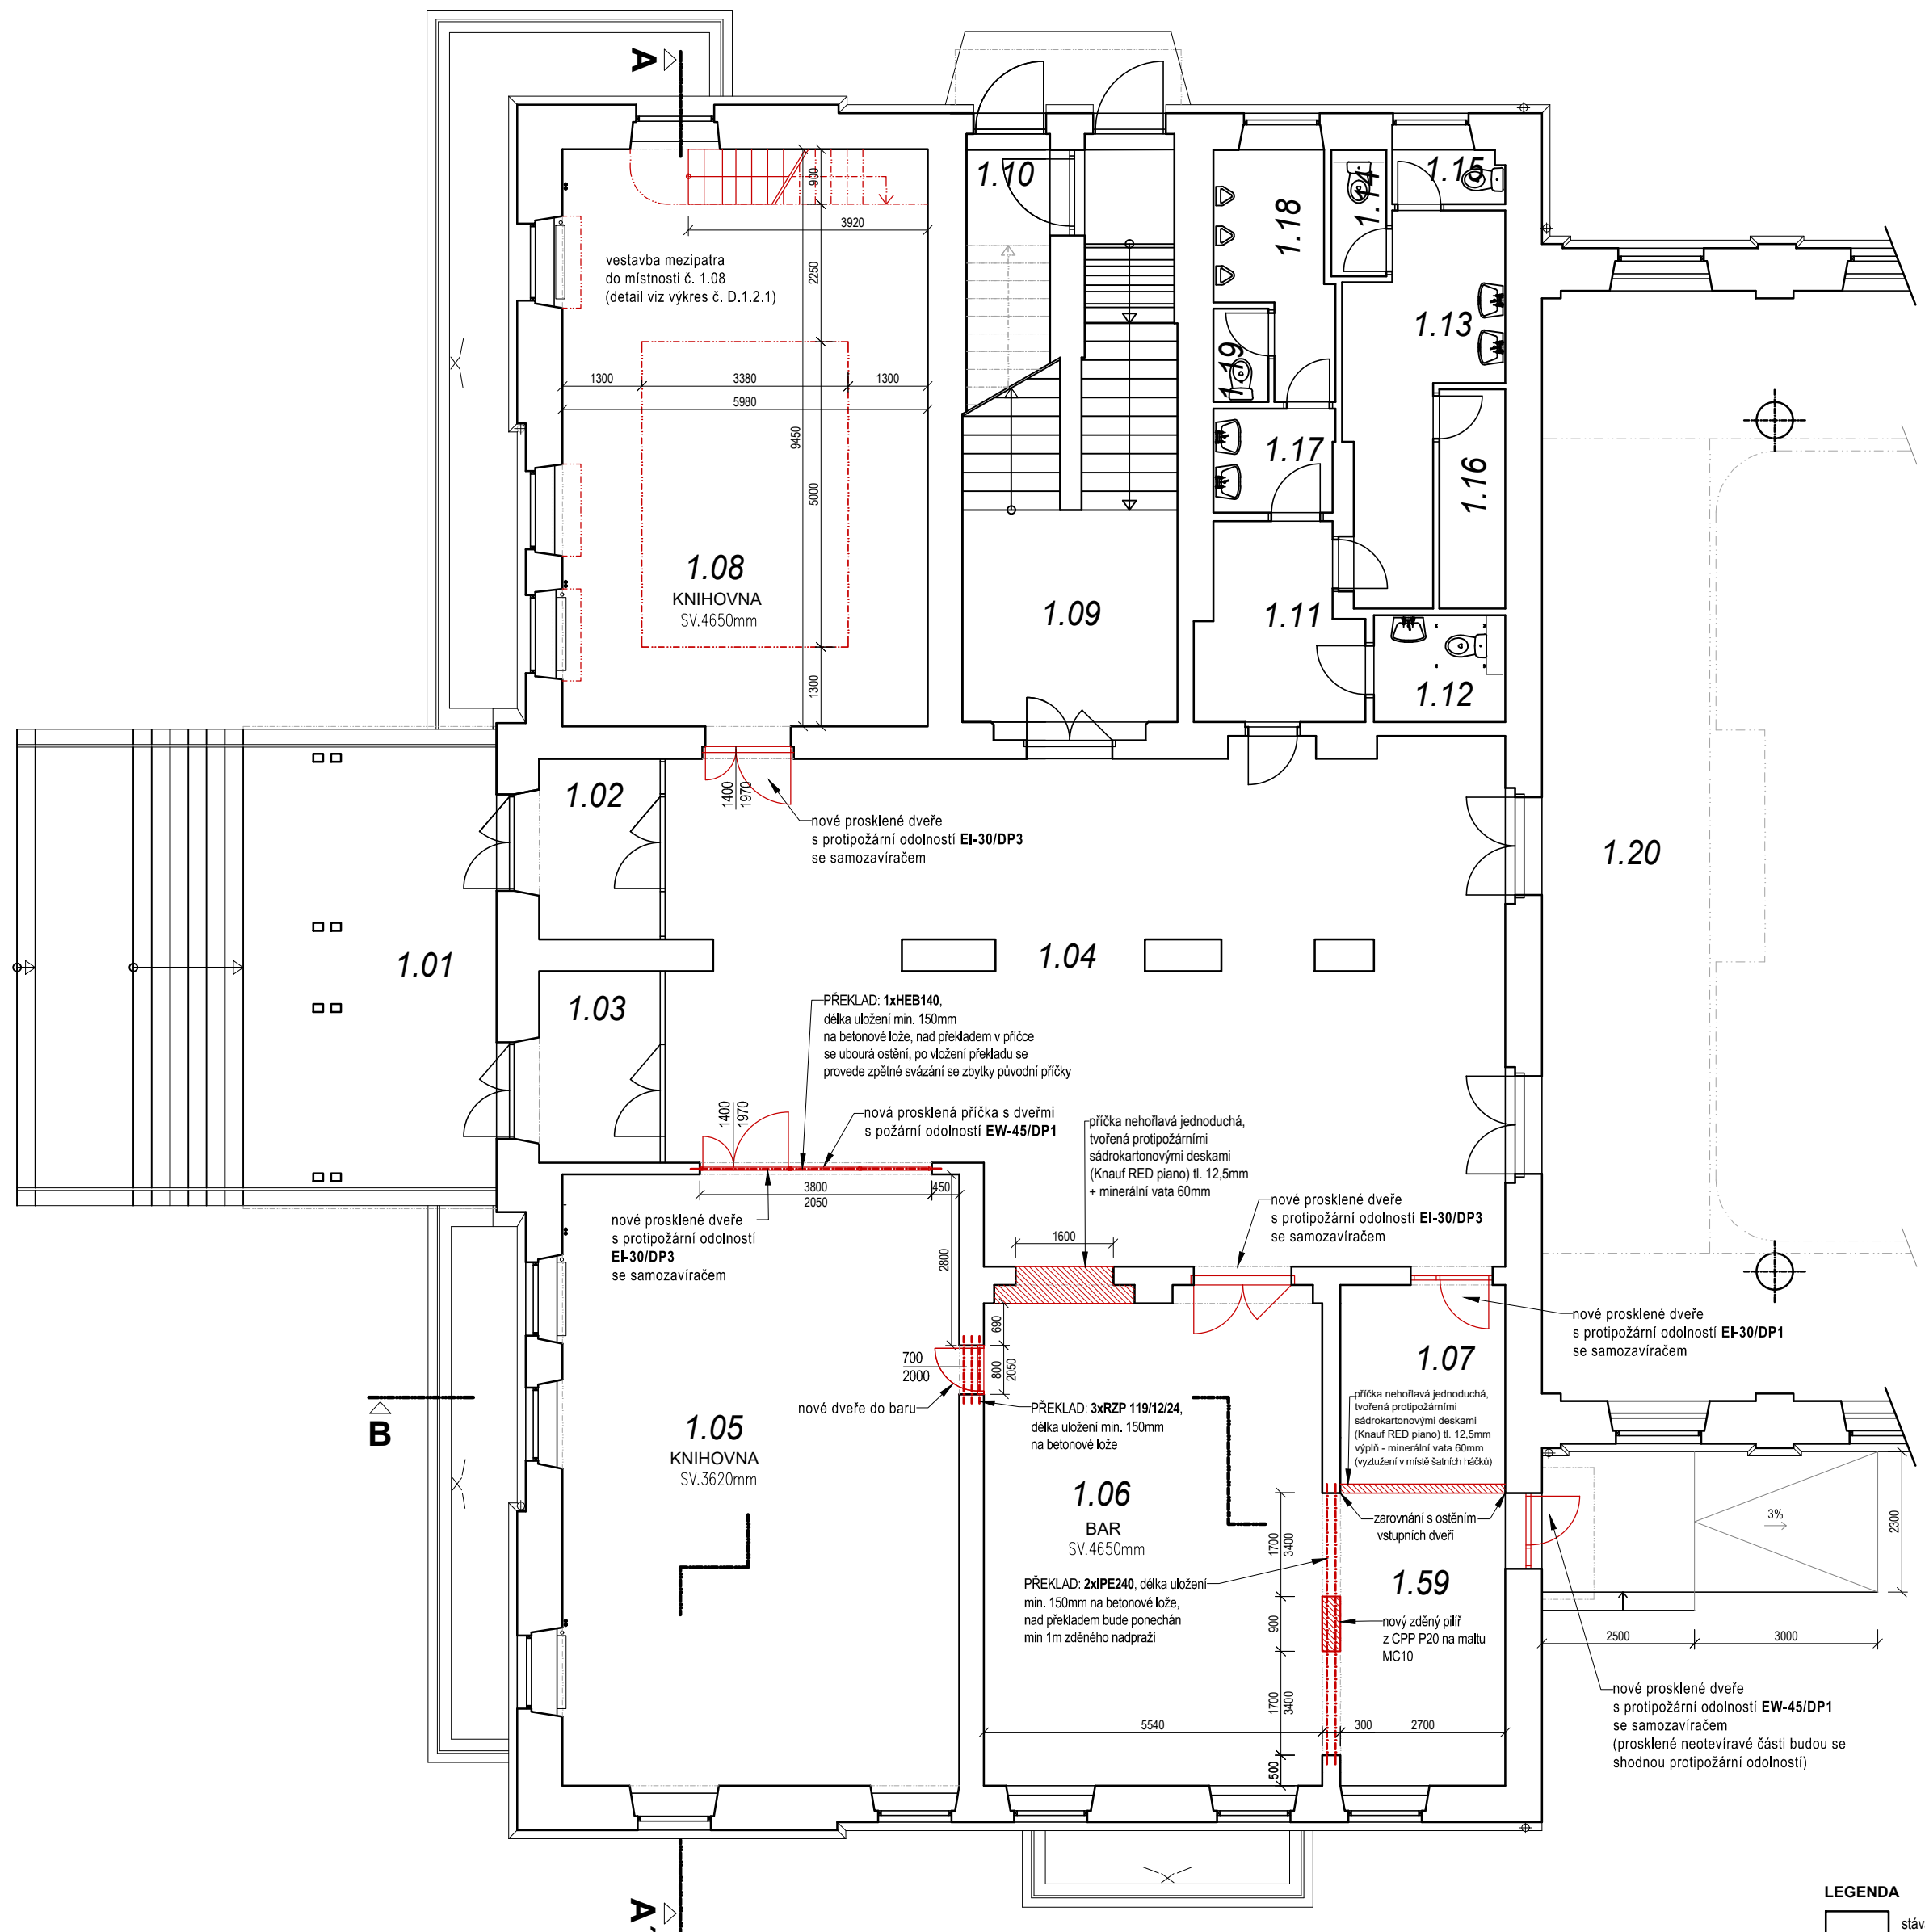 A
1.10
1.15
1.14
1.18
900
3920
vestavba mezipatra
do místnosti č. 1.08
(detail viz výkres č. D.1.2.1)
2250
1.13
1.19
1300
3380
1300
5980
9450
1.17
1.16
5000
1.08
KNIHOVNA
SV.4650mm
1.09
1.11
1300
1.12
1.02
1400
1970
nové prosklené dveře
s protipožární odolností EI-30/DP3
se samozavíračem
1.20
1.01
1.04
1.03
PŘEKLAD: 1xHEB140,
délka uložení min. 150mm
na betonové lože, nad překladem v příčce
se ubourá ostění, po vložení překladu se
provede zpětné svázání se zbytky původní příčky
1400
1970
nová prosklená příčka s dveřmi
s požární odolností EW-45/DP1
příčka nehořlavá jednoduchá,
tvořená protipožárními
sádrokartonovými deskami
(Knauf RED piano) tl. 12,5mm
+ minerální vata 60mm
3800
2050
450
nové prosklené dveře
s protipožární odolností
EI-30/DP3
se samozavíračem
nové prosklené dveře
s protipožární odolností EI-30/DP3
se samozavíračem
1600
2800
nové prosklené dveře
s protipožární odolností EI-30/DP1
se samozavíračem
690
700
2000
800
2050
1.07
nové dveře do baru
PŘEKLAD: 3xRZP 119/12/24,
délka uložení min. 150mm
na betonové lože
příčka nehořlavá jednoduchá,
tvořená protipožárními
sádrokartonovými deskami
(Knauf RED piano) tl. 12,5mm
výplň - minerální vata 60mm
(vyztužení v místě šatních háčků)
B
1.05
KNIHOVNA
SV.3620mm
1.06
BAR
SV.4650mm
zarovnání s ostěním
vstupních dveří
3%
2300
1700
3400
PŘEKLAD: 2xIPE240, délka uložení
min. 150mm na betonové lože,
nad překladem bude ponechán
min 1m zděného nadpraží
1.59
900
nový zděný pilíř
z CPP P20 na maltu
MC10
2500
3000
1700
3400
5540
300
2700
500
nové prosklené dveře
s protipožární odolností EW-45/DP1
se samozavíračem
(prosklené neotevíravé části budou se
shodnou protipožární odolností)
A'
LEGENDA
stáv